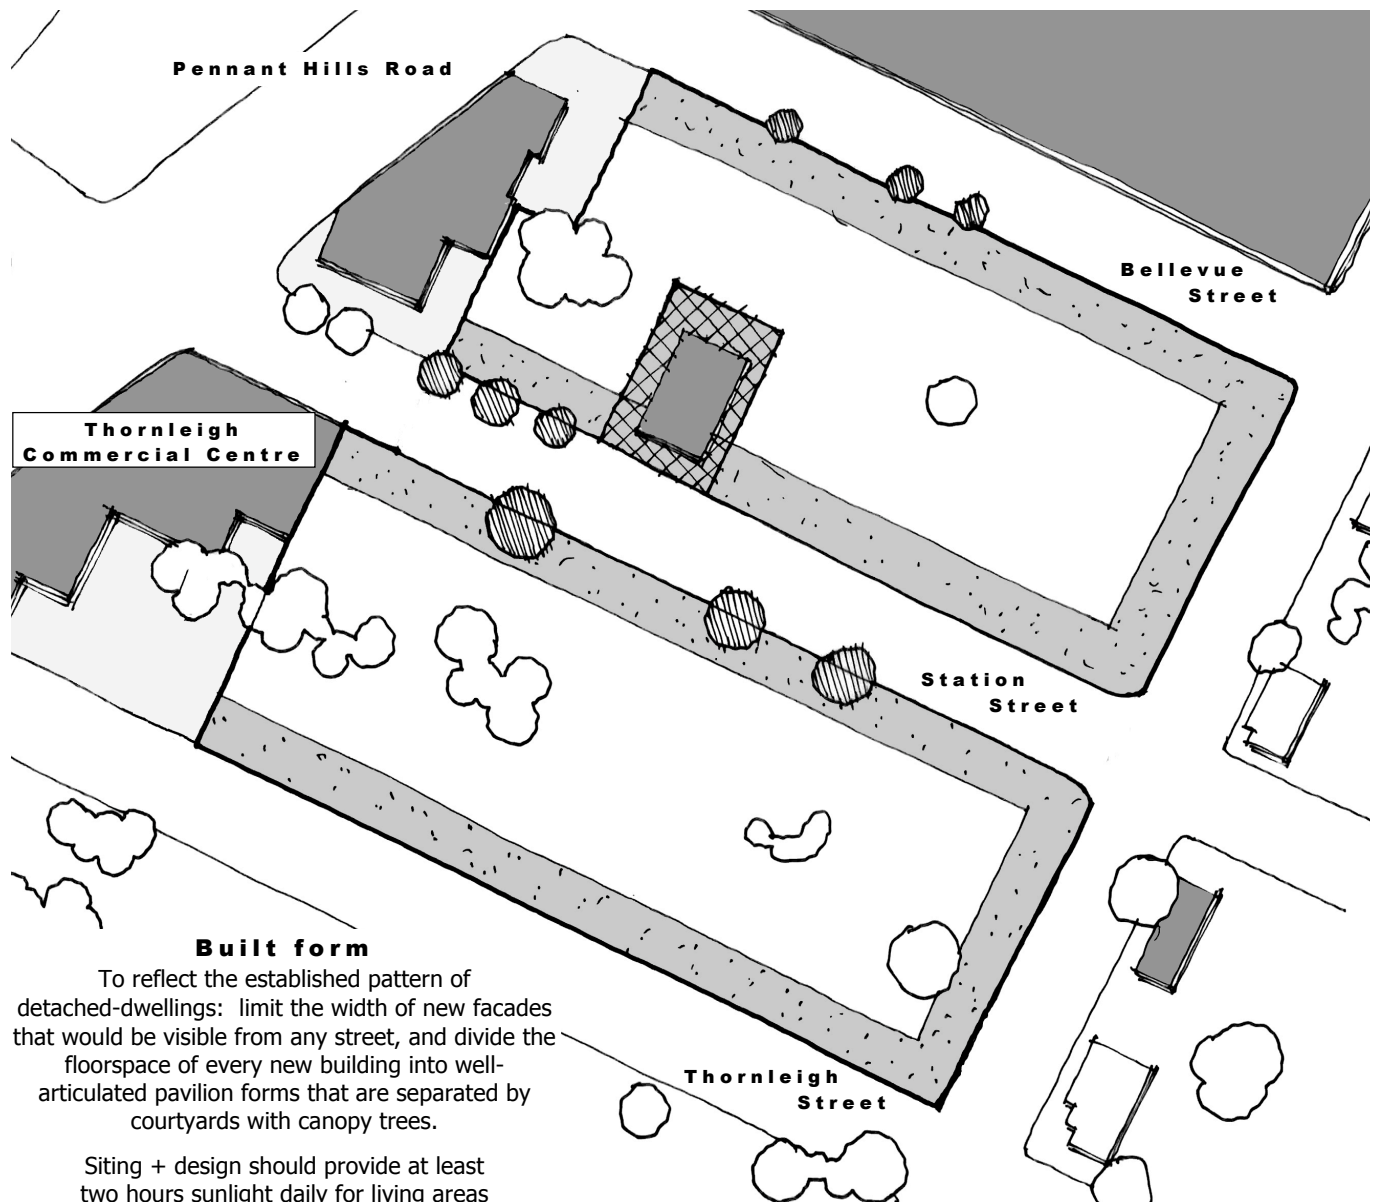 Pennant Hills Road
Bellevue
Street
Thornleigh
Commercial Centre
Station
Street
Built form
To reflect the established pattern of
detached-dwellings:  limit the width of new facades
that would be visible from any street, and divide the
floorspace of every new building into well-
articulated pavilion forms that are separated by
courtyards with canopy trees.
Siting + design should provide at least
two hours sunlight daily for living areas
Thornleigh
Street